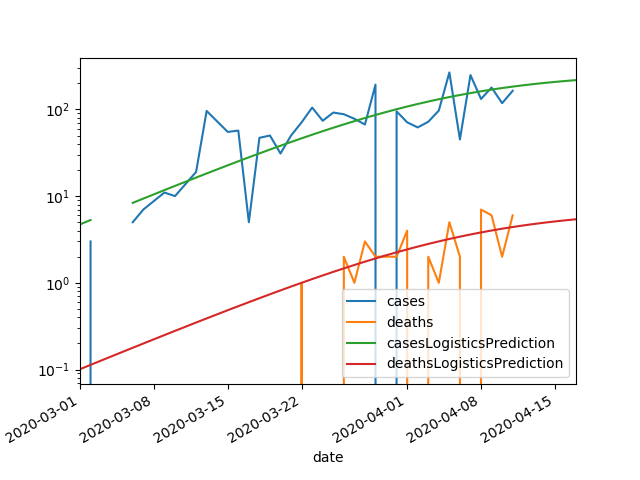 10²
10¹
10⁰
10⁻¹
cases
deaths
casesLogisticsPrediction
deathsLogisticsPrediction
2020-03-01
2020-03-08
2020-03-15
2020-03-22
2020-04-01
2020-04-08
2020-04-15
date